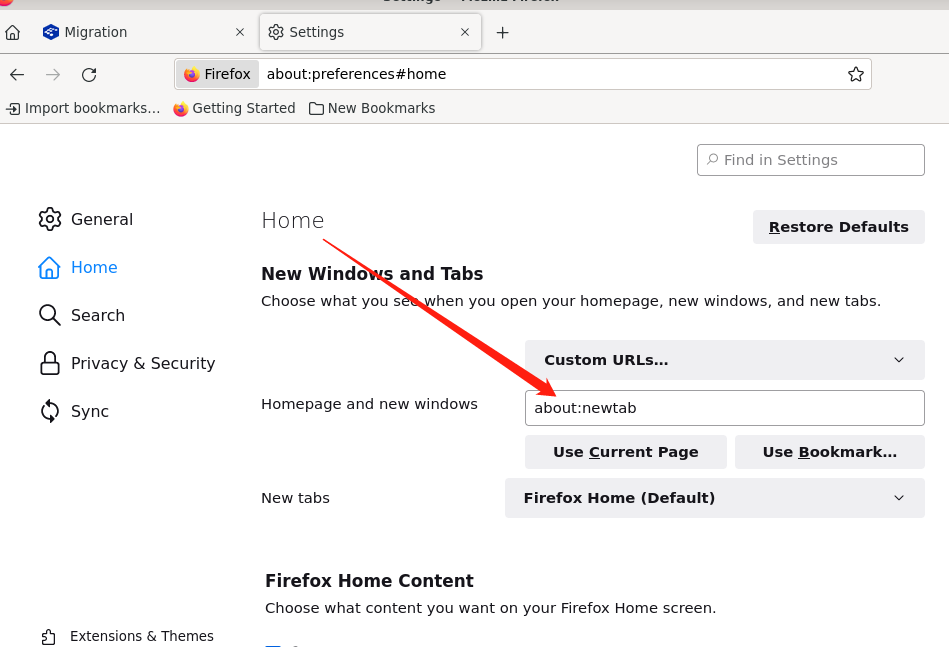 Settings — Mozilla Firefox
Migration
Settings
Firefox about:preferences#home
Import bookmarks... Getting Started New Bookmarks
Find in Settings
General
Home
Search
Privacy & Security
Sync
Extensions & Themes
Home
Restore Defaults
New Windows and Tabs
Choose what you see when you open your homepage, new windows, and new tabs.
Custom URLs...
Homepage and new windows
about:newtab
Use Current Page Use Bookmark...
New tabs Firefox Home (Default)
Firefox Home Content
Choose what content you want on your Firefox Home screen.